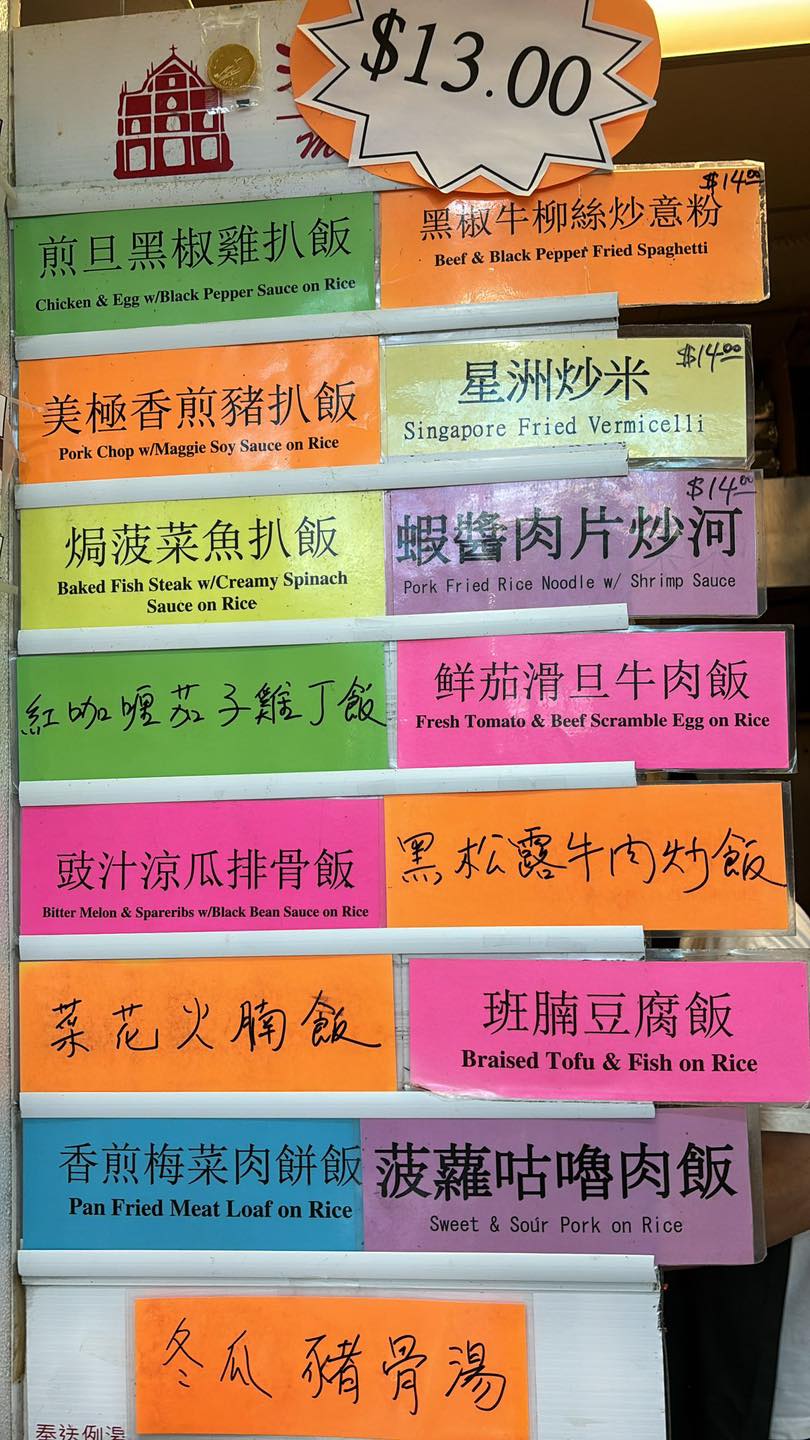 $13.00
煎旦黑椒雞扒飯
Chicken & Egg w/Black Pepper Sauce on Rice
$14.00
黑椒牛柳絲炒意粉
Beef & Black Pepper Fried Spaghetti
美極香煎豬扒飯
Pork Chop w/Maggie Soy Sauce on Rice
$14.00
星洲炒米
Singapore Fried Vermicelli
焗菠菜魚扒飯
Baked Fish Steak w/Creamy Spinach
Sauce on Rice
$14.00
蝦醬肉片炒河
Pork Fried Rice Noodle w/ Shrimp Sauce
紅咖喱茄子雞丁飯
鮮茄滑旦牛肉飯
Fresh Tomato & Beef Scramble Egg on Rice
豉汁涼瓜排骨飯
Bitter Melon & Spareribs w/Black Bean Sauce on Rice
黑松露牛肉炒飯
菜花火腩飯
班腩豆腐飯
Braised Tofu & Fish on Rice
香煎梅菜肉餅飯
Pan Fried Meat Loaf on Rice
菠蘿咕嚕肉飯
Sweet & Sour Pork on Rice
冬瓜豬骨湯
奉送例湯